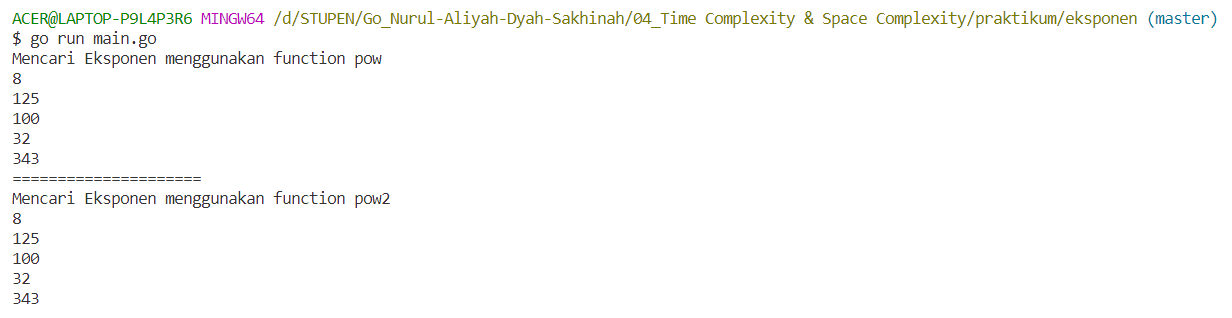 ACER@LAPTOP-P9L4P3R6 MINGW64 /d/STUPEN/Go_Nurul-Aliyah-Dyah-Sakhinah/04_Time Complexity & Space Complexity/praktikum/eksponen (master)
$ go run main.go
Mencari Eksponen menggunakan function pow
8
125
100
32
343
=====================
Mencari Eksponen menggunakan function pow2
8
125
100
32
343